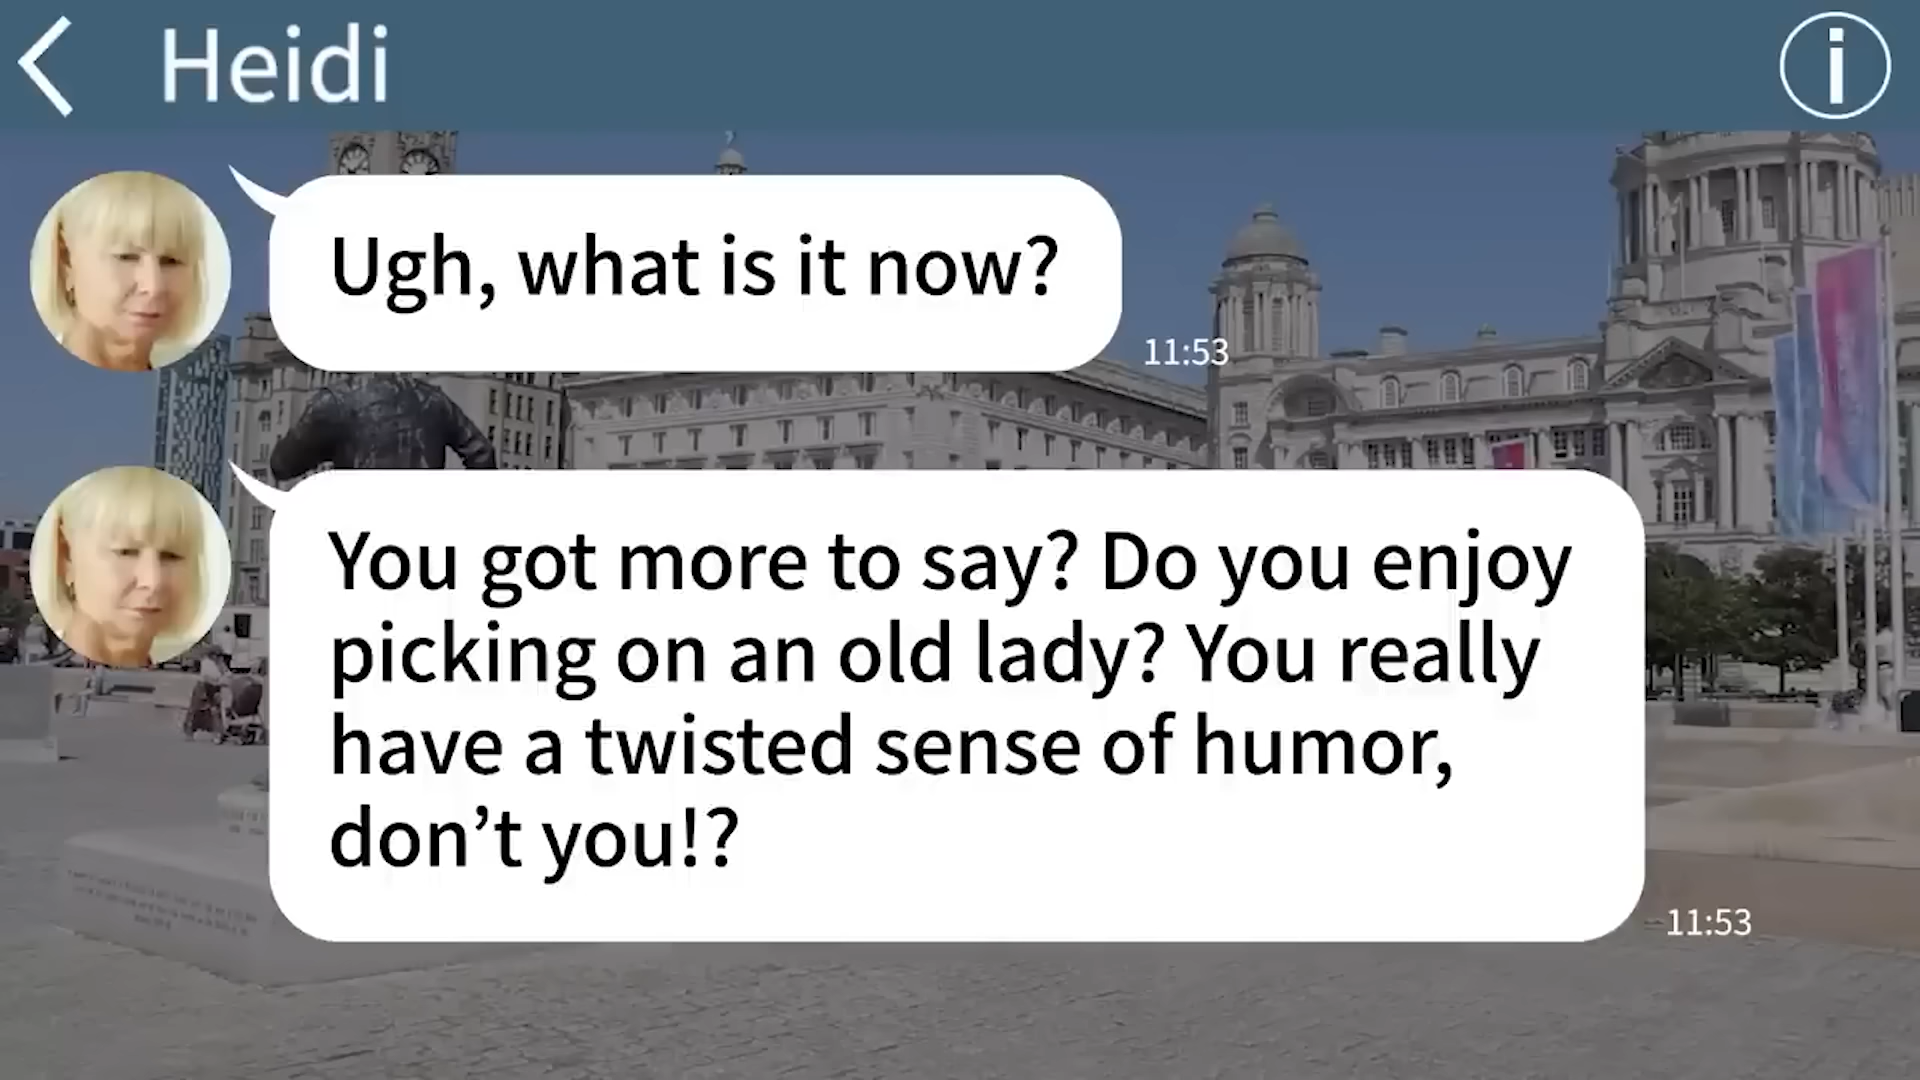 Heidi
Ugh, what is it now?
11:53
You got more to say? Do you enjoy
picking on an old lady? You really
have a twisted sense of humor,
don’t you!?
11:53